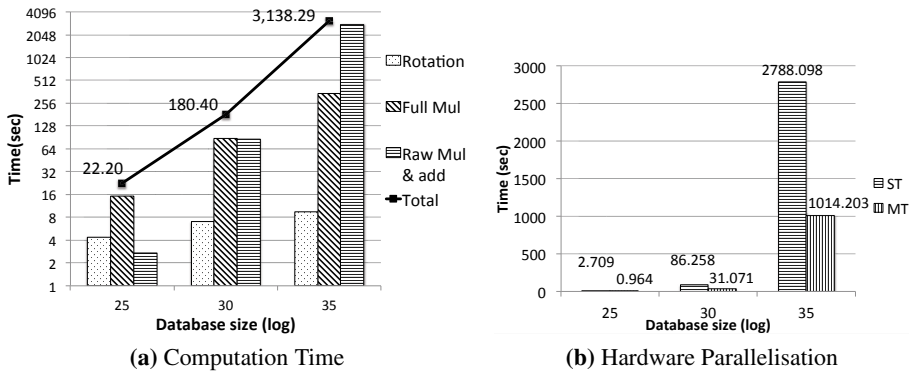 4096
2048
1024
512
256
128
64
32
16
8
4
2
1
Time(sec)
3,138.29
180.40
22.20
25
30
35
Database size (log)
Rotation
Full Mul
Raw Mul
& add
Total
(a) Computation Time
3000
2500
2000
1500
1000
500
0
Time (sec)
2788.098
1014.203
2.709
0.964
86.258
31.071
25
30
35
Database size (log)
ST
MT
(b) Hardware Parallelisation